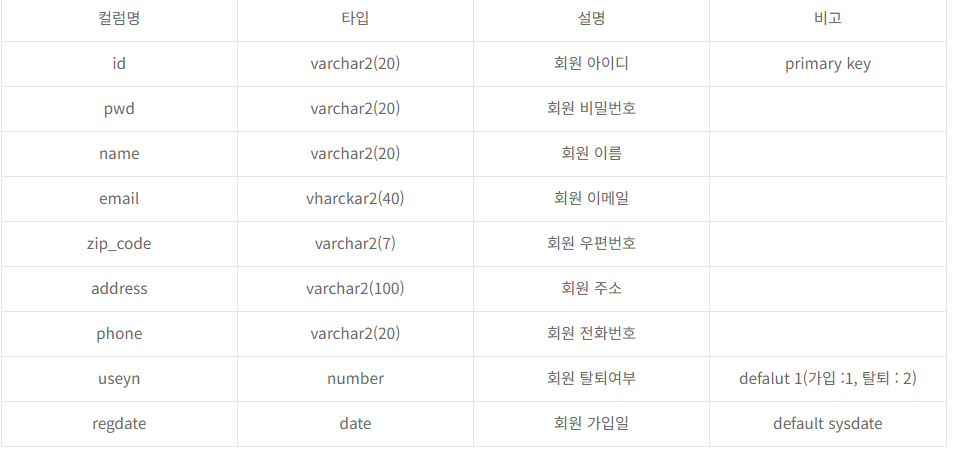 컬럼명 타입 설명 비고
id varchar2(20) 회원 아이디 primary key
pwd varchar2(20) 회원 비밀번호
name varchar2(20) 회원 이름
email vharckar2(40) 회원 이메일
zip_code varchar2(7) 회원 우편번호
address varchar2(100) 회원 주소
phone varchar2(20) 회원 전화번호
useyn number 회원 탈퇴여부 defalut 1(가입 :1, 탈퇴 : 2)
regdate date 회원 가입일 default sysdate